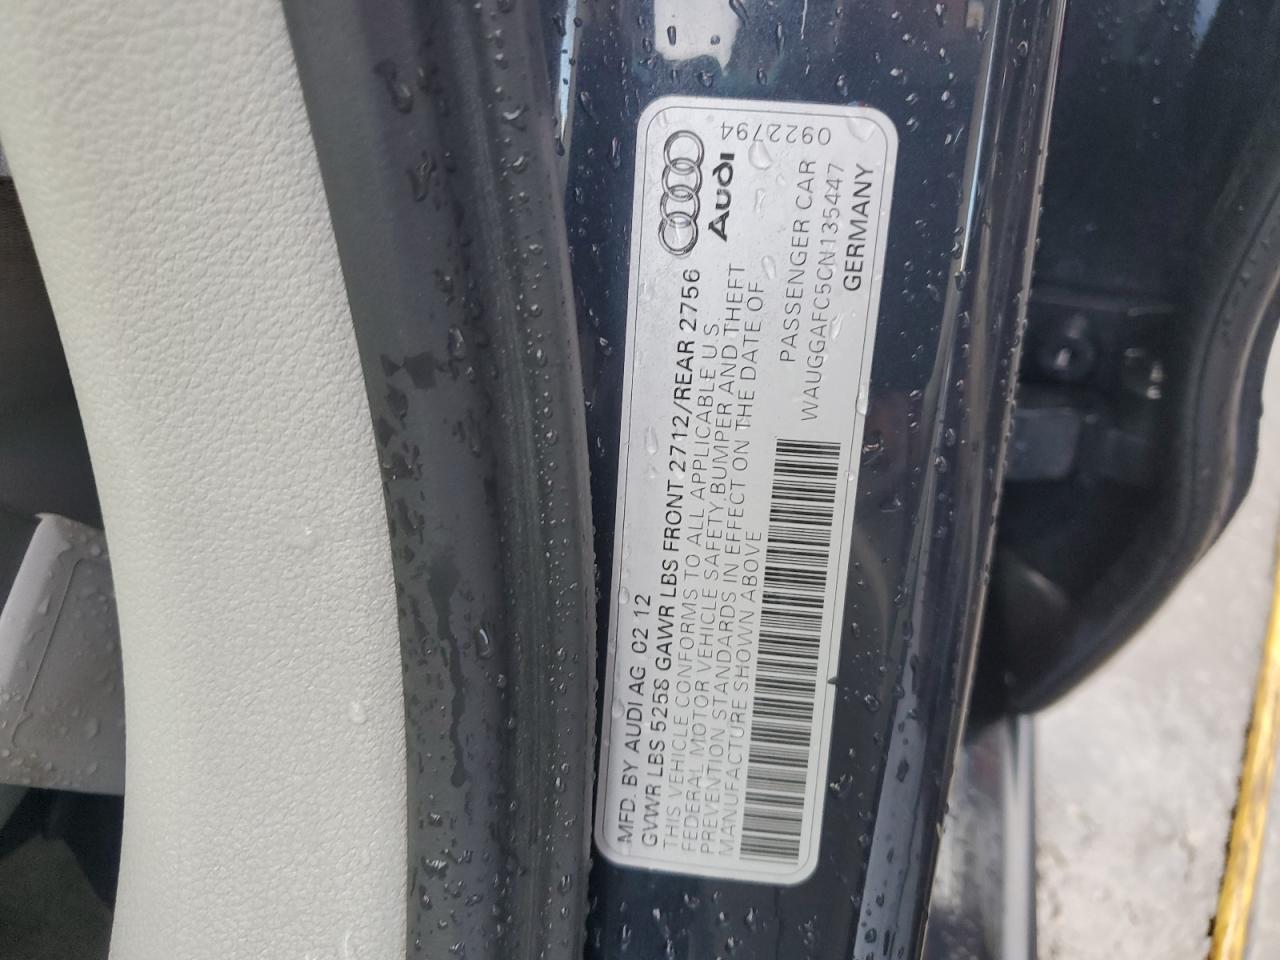 MFD. BY AUDI AG 02 12
GVWR LBS 5258 GAWR LBS FRONT 2712/REAR 2756
THIS VEHICLE CONFORMS TO ALL APPLICABLE U.S.
FEDERAL MOTOR VEHICLE SAFETY, BUMPER AND THEFT
PREVENTION STANDARDS IN EFFECT ON THE DATE OF
MANUFACTURE SHOWN ABOVE
Audi
0922794
PASSENGER CAR
WAUGGAFC5CN135447
GERMANY